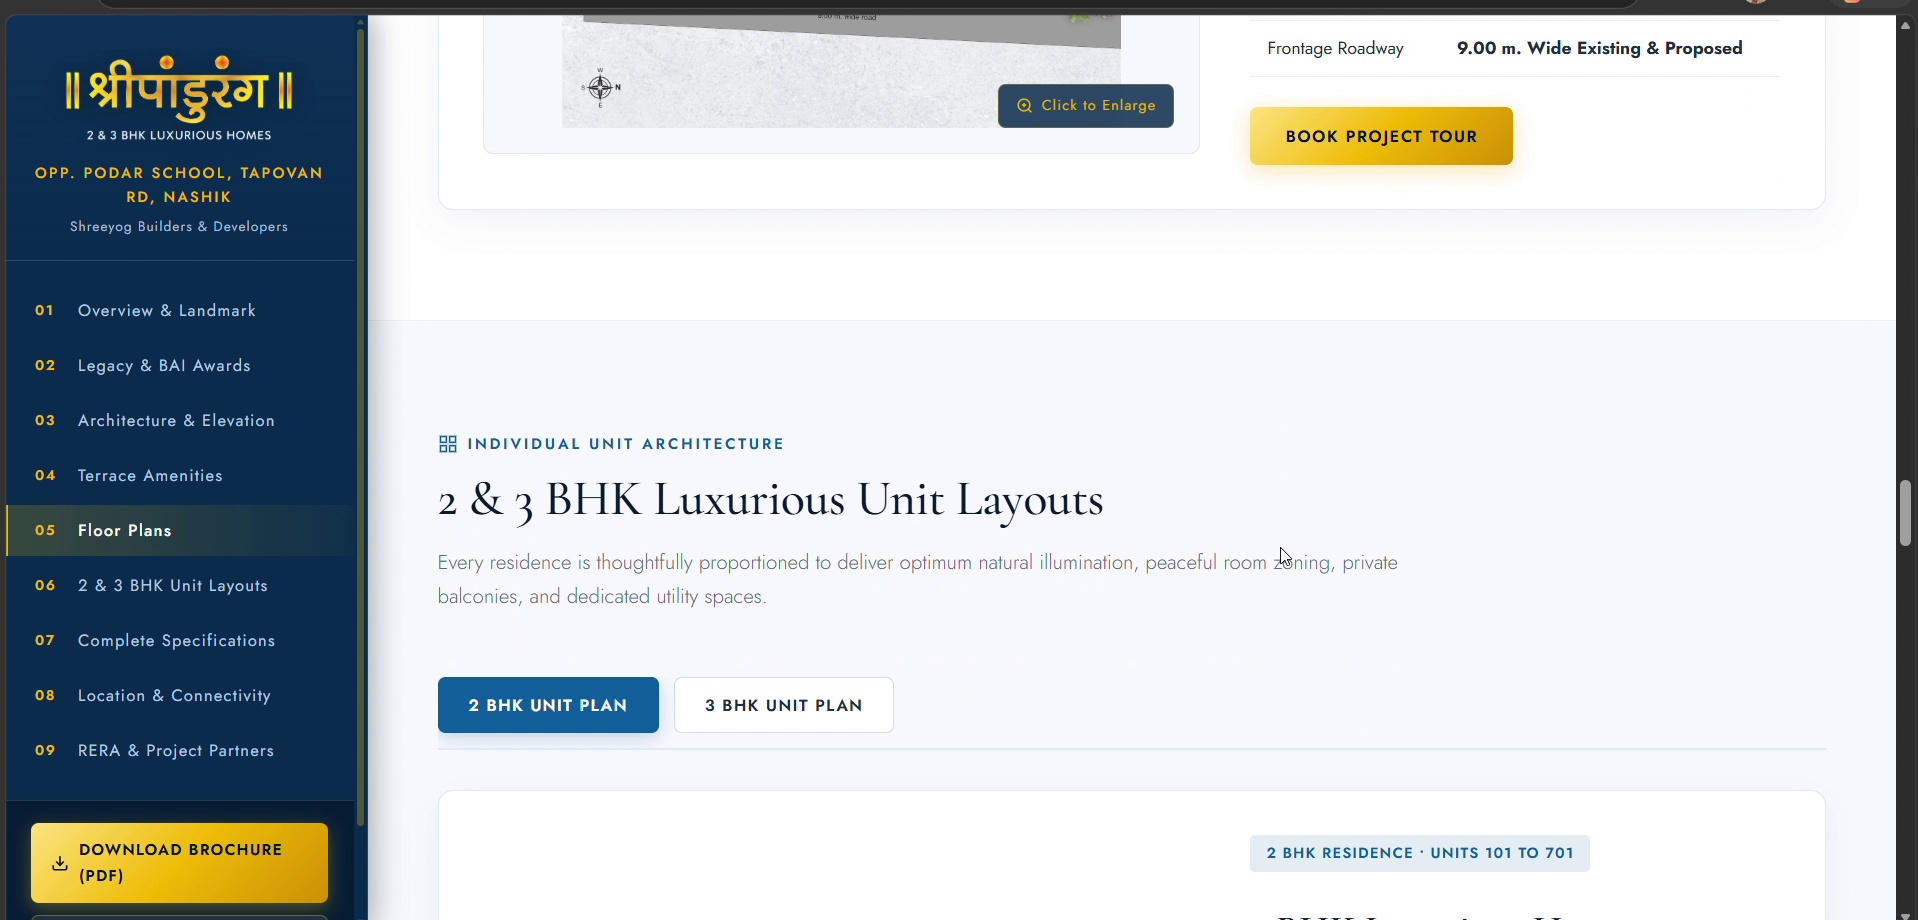 ॥ श्रीपांडुरंग ॥
2 & 3 BHK LUXURIOUS HOMES
OPP. PODAR SCHOOL, TAPOVAN
RD, NASHIK
Shreeyog Builders & Developers
01 Overview & Landmark
02 Legacy & BAI Awards
03 Architecture & Elevation
04 Terrace Amenities
05 Floor Plans
06 2 & 3 BHK Unit Layouts
07 Complete Specifications
08 Location & Connectivity
09 RERA & Project Partners
DOWNLOAD BROCHURE
(PDF)
9.00 m. wide road
W
S N
E
Click to Enlarge
Frontage Roadway 9.00 m. Wide Existing & Proposed
BOOK PROJECT TOUR
INDIVIDUAL UNIT ARCHITECTURE
2 & 3 BHK Luxurious Unit Layouts
Every residence is thoughtfully proportioned to deliver optimum natural illumination, peaceful room zoning, private
balconies, and dedicated utility spaces.
2 BHK UNIT PLAN
3 BHK UNIT PLAN
2 BHK RESIDENCE · UNITS 101 TO 701